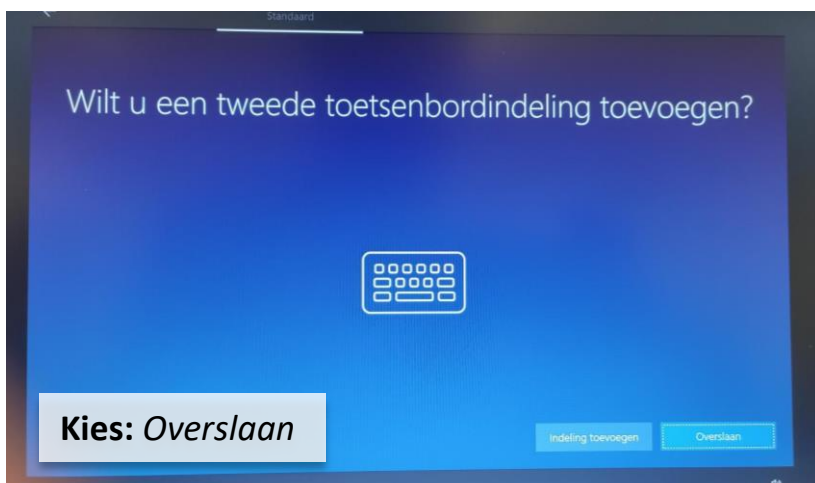 Standaard
Wilt u een tweede toetsenbordindeling toevoegen?
Kies: Overslaan
Indeling toevoegen
Overslaan